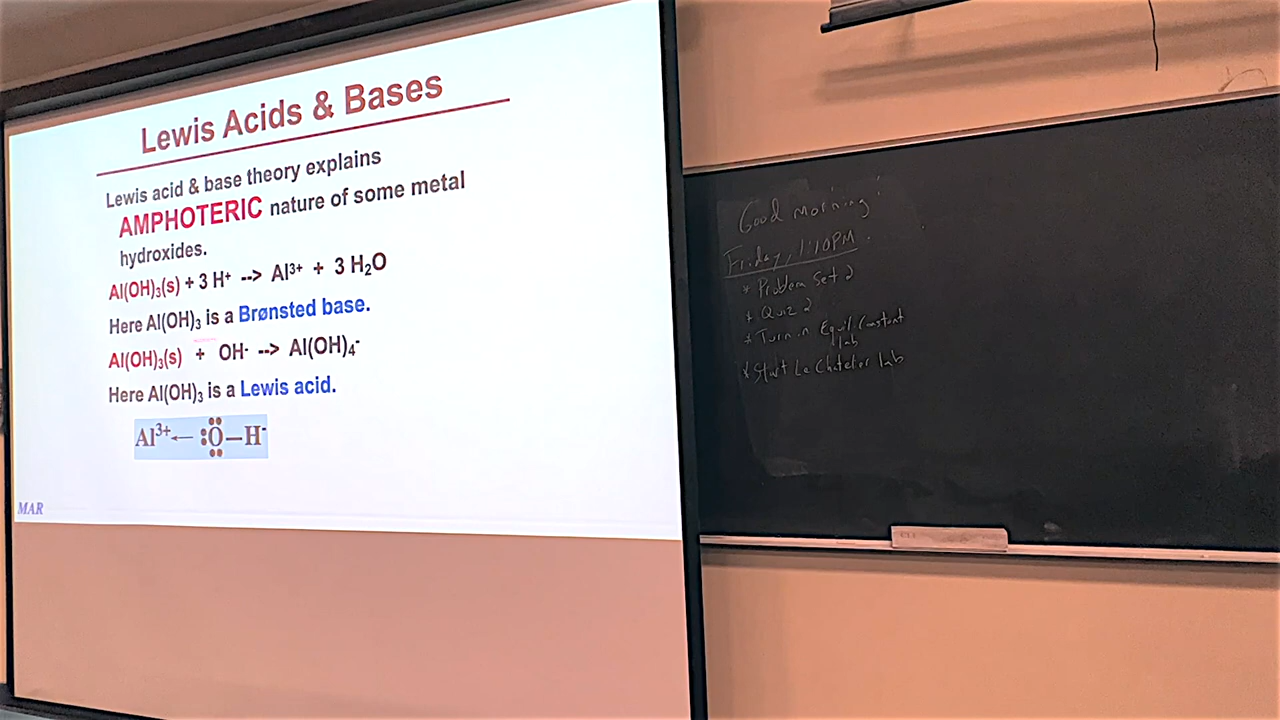 Lewis Acids & Bases
Lewis acid & base theory explains
AMPHOTERIC nature of some metal
hydroxides.
Al(OH)₃(s) + 3 H⁺ --> Al³⁺ + 3 H₂O
Here Al(OH)₃ is a Brønsted base.
Al(OH)₃(s) + OH⁻ --> Al(OH)₄⁻
Here Al(OH)₃ is a Lewis acid.
Al³⁺← :O–H⁻
MAR
Good morning!
Friday, 1:10PM
* Problem Set 2
* Quiz 2
* Turn in Equil. Constant
lab
* Start Le Chatelier lab